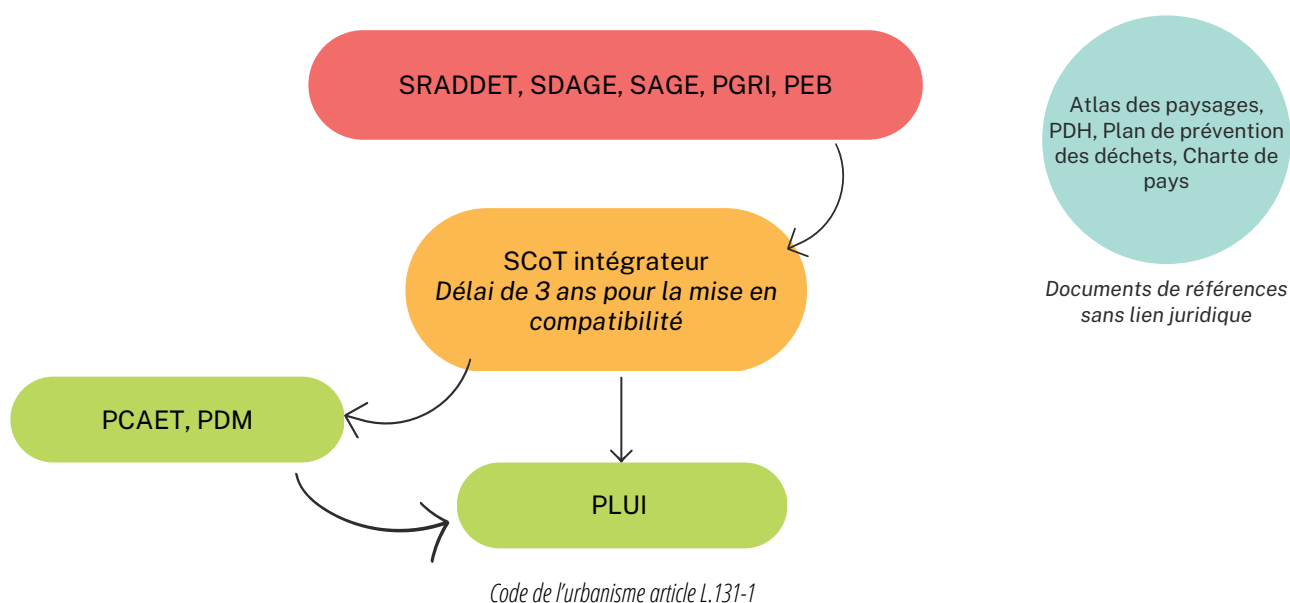 SRADDET, SDAGE, SAGE, PGRI, PEB
Atlas des paysages,
PDH, Plan de prévention
des déchets, Charte de
pays
SCoT intégrateur
Délai de 3 ans pour la mise en
compatibilité
Documents de références
sans lien juridique
PCAET, PDM
PLUI
Code de l'urbanisme article L.131-1